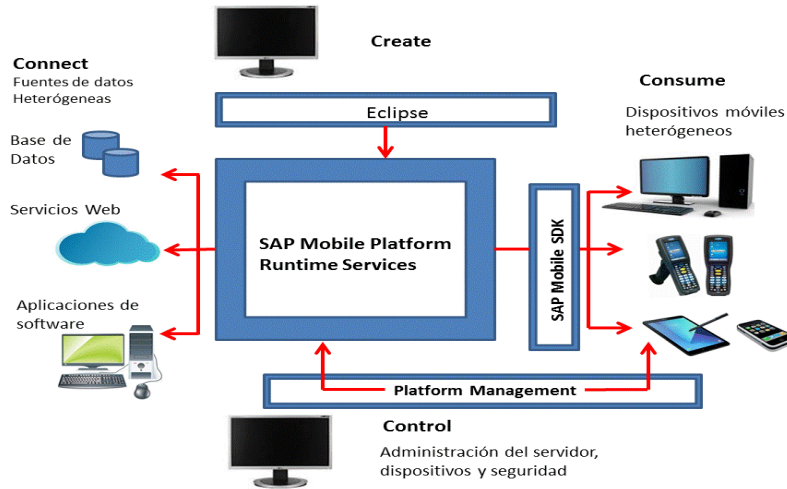 Create
Connect
Fuentes de datos
Heterógeneas
Eclipse
Consume
Dispositivos móviles
heterógeneos
Base de
Datos
Servicios Web
SAP Mobile Platform
Runtime Services
SAP Mobile SDK
Aplicaciones de
software
Platform Management
Control
Administración del servidor,
dispositivos y seguridad